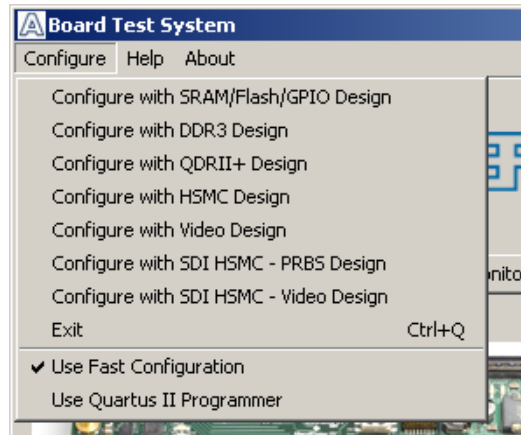 Board Test System
Configure Help About
Configure with SRAM/Flash/GPIO Design
Configure with DDR3 Design
Configure with QDRII+ Design
Configure with HSMC Design
Configure with Video Design
Configure with SDI HSMC - PRBS Design
Configure with SDI HSMC - Video Design
Exit Ctrl+Q
Use Fast Configuration
Use Quartus II Programmer